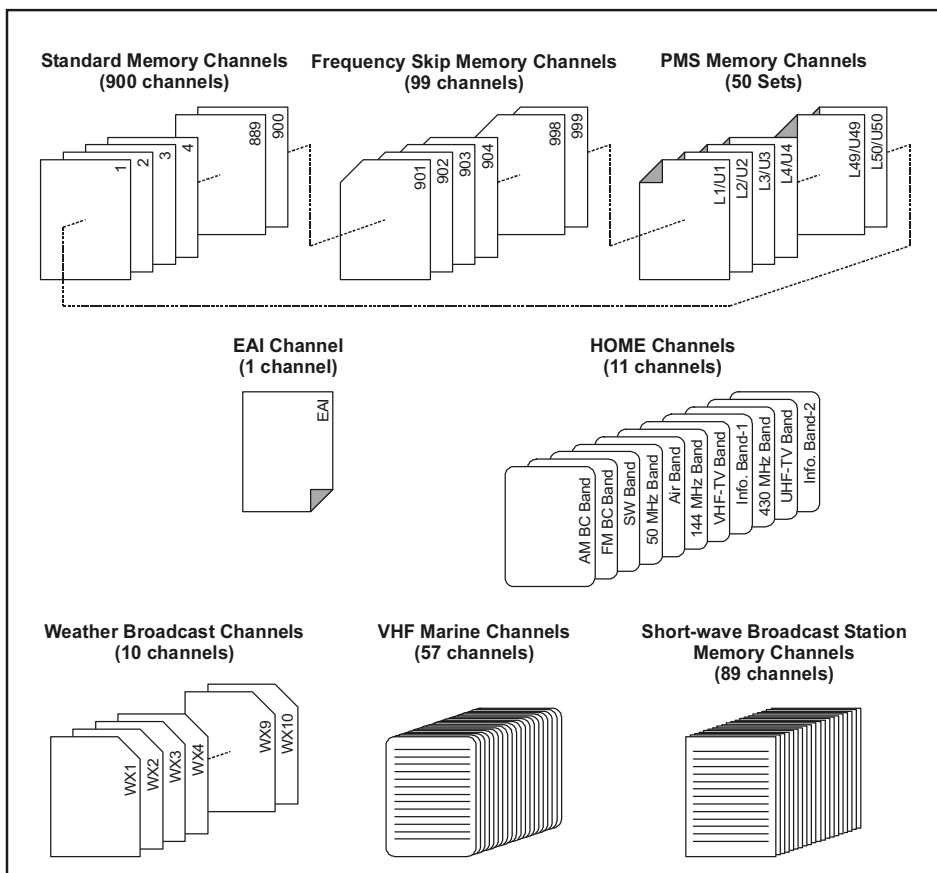 Standard Memory Channels
(900 channels)
Frequency Skip Memory Channels
(99 channels)
PMS Memory Channels
(50 Sets)
1
2
3
4
889
900
901
902
903
904
998
999
L1/U1
L2/U2
L3/U3
L4/U4
L49/U49
L50/U50
EAI Channel
(1 channel)
EAI
HOME Channels
(11 channels)
AM BC Band
FM BC Band
SW Band
50 MHz Band
Air Band
144 MHz Band
VHF-TV Band
Info. Band-1
430 MHz Band
UHF-TV Band
Info. Band-2
Weather Broadcast Channels
(10 channels)
WX1
WX2
WX3
WX4
WX9
WX10
VHF Marine Channels
(57 channels)
Short-wave Broadcast Station
Memory Channels
(89 channels)